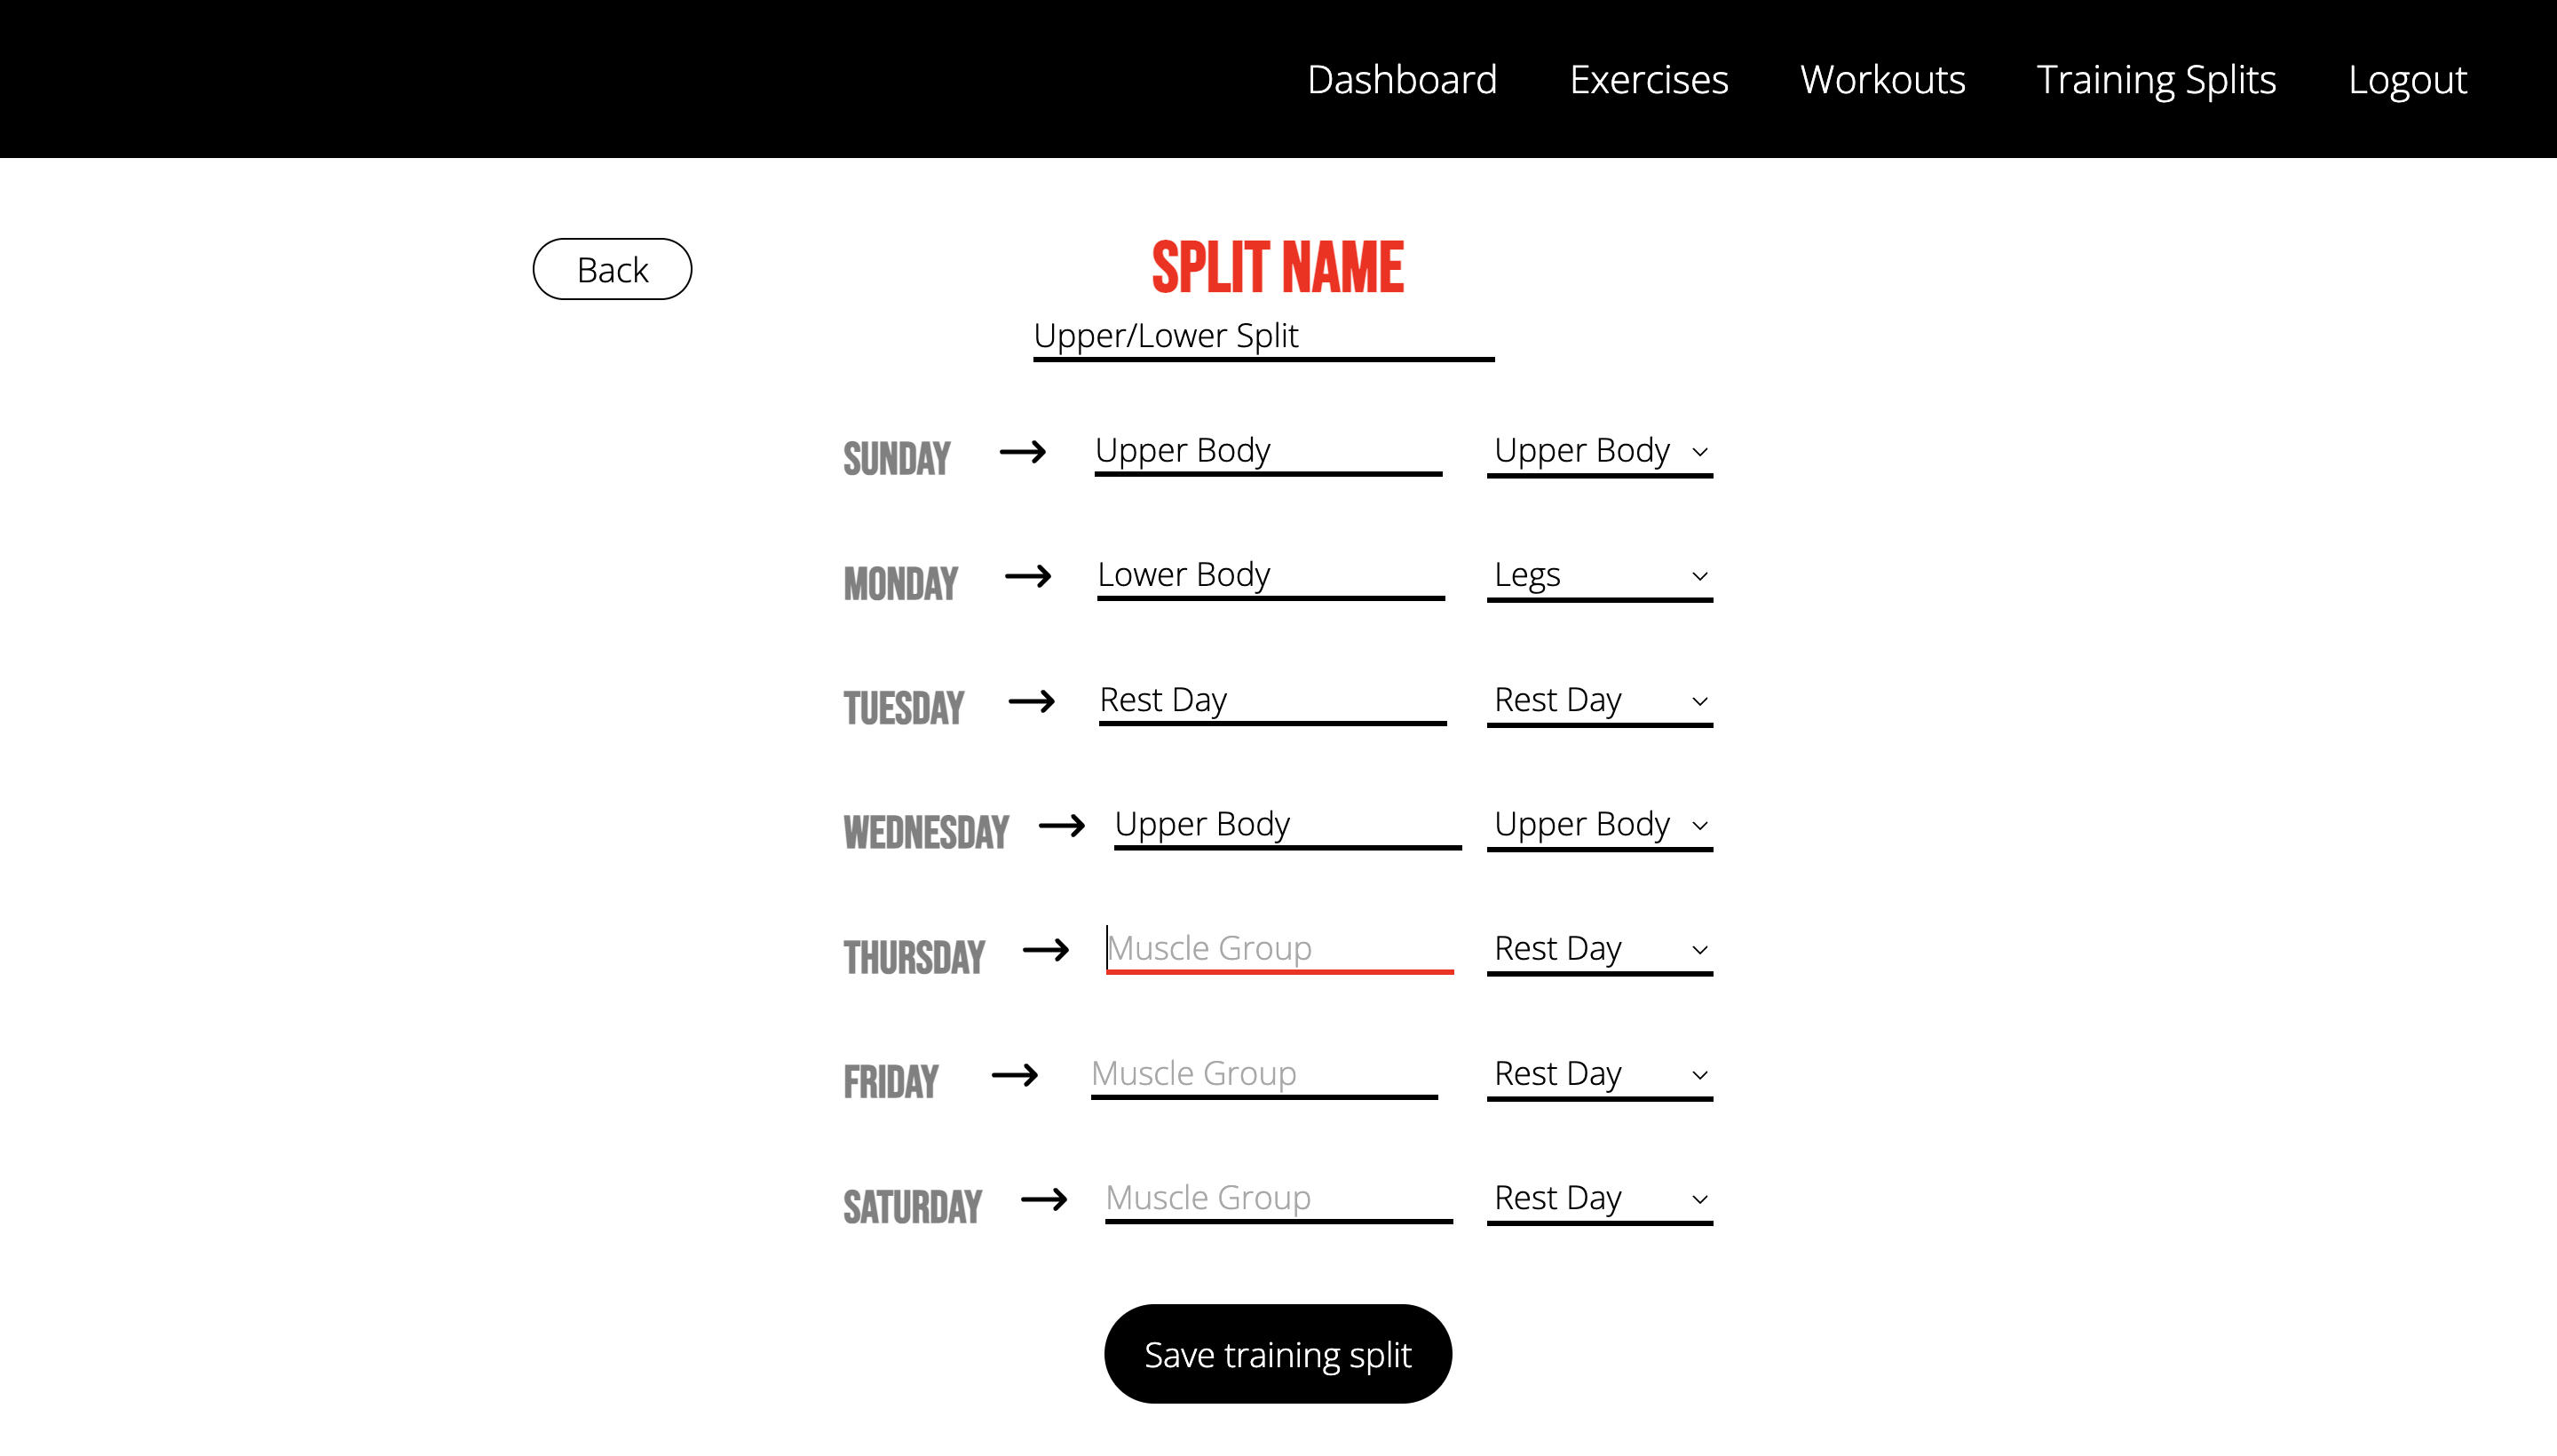 Dashboard Exercises Workouts Training Splits Logout
Back
SPLIT NAME
Upper/Lower Split
SUNDAY → Upper Body Upper Body
MONDAY → Lower Body Legs
TUESDAY → Rest Day Rest Day
WEDNESDAY → Upper Body Upper Body
THURSDAY → Muscle Group Rest Day
FRIDAY → Muscle Group Rest Day
SATURDAY → Muscle Group Rest Day
Save training split